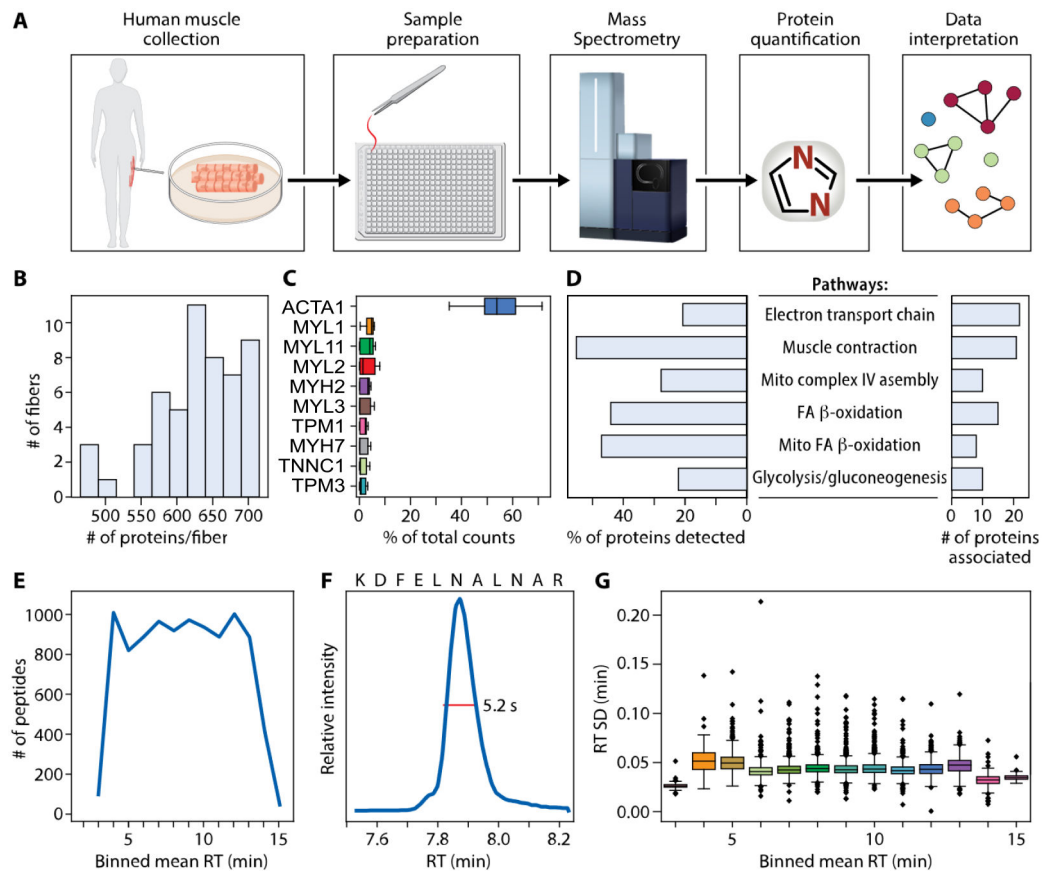 A
Human muscle
collection
Sample
preparation
Mass
Spectrometry
Protein
quantification
Data
interpretation
N
N
B
# of fibers
10
8
6
4
2
0
500 550 600 650 700
# of proteins/fiber
C
ACTA1
MYL1
MYL11
MYL2
MYH2
MYL3
TPM1
MYH7
TNNC1
TPM3
0 20 40 60
% of total counts
D
Pathways:
Electron transport chain
Muscle contraction
Mito complex IV asembly
FA β-oxidation
Mito FA β-oxidation
Glycolysis/gluconeogenesis
60 40 20 0
% of proteins detected
0 10 20
# of proteins
associated
E
# of peptides
1000
800
600
400
200
0
5 10 15
Binned mean RT (min)
F
K D F E L N A L N A R
Relative intensity
5.2 s
7.6 7.8 8.0 8.2
RT (min)
G
RT SD (min)
0.20
0.15
0.10
0.05
0.00
5 10 15
Binned mean RT (min)